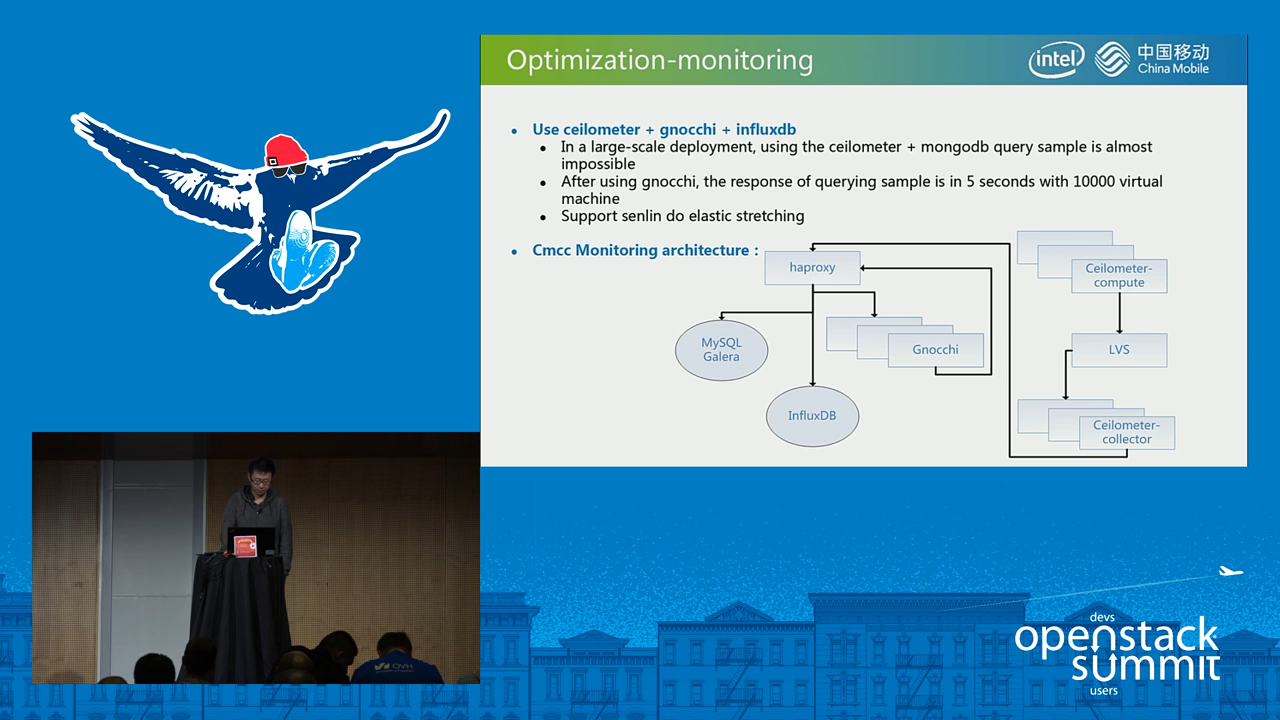 Optimization-monitoring
intel
中国移动
China Mobile
Use ceilometer + gnocchi + influxdb
In a large-scale deployment, using the ceilometer + mongodb query sample is almost
impossible
After using gnocchi, the response of querying sample is in 5 seconds with 10000 virtual
machine
Support senlin do elastic stretching
Cmcc Monitoring architecture :
haproxy
Ceilometer-
compute
MySQL
Galera
Gnocchi
LVS
InfluxDB
Ceilometer-
collector
OVH
devs
openstack
summit
users